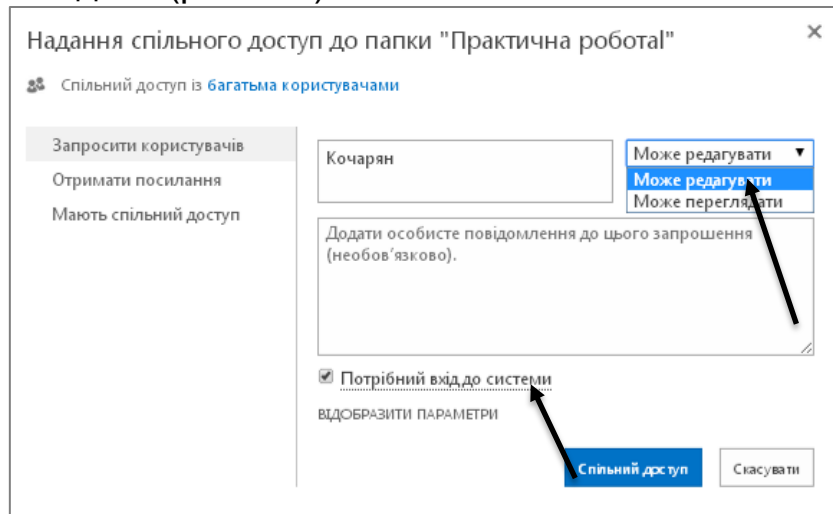 Надання спільного доступ до папки "Практична роботаl"
Спільний доступ із багатьма користувачами
Запросити користувачів
Отримати посилання
Мають спільний доступ
Кочарян
Може редагувати
Може редагувати
Може переглядати
Додати особисте повідомлення до цього запрошення
(необов’язково).
Потрібний вхід до системи
ВІДОБРАЗИТИ ПАРАМЕТРИ
Спільний доступ
Скасувати